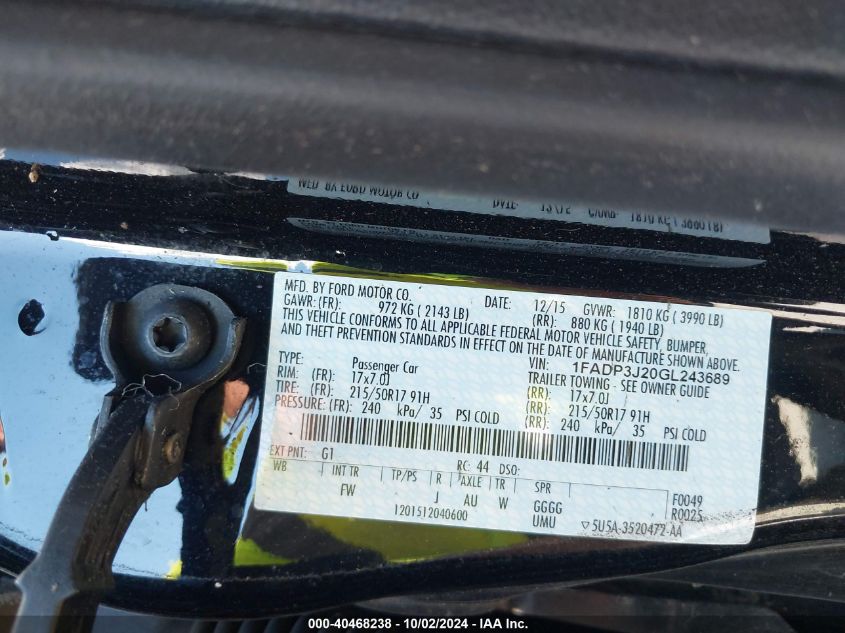 MFD. BY FORD MOTOR CO. DATE: 12/15 GVWR: 1810 KG ( 3990 LB)
GAWR: (FR): 972 KG ( 2143 LB) (RR): 880 KG ( 1940 LB)
THIS VEHICLE CONFORMS TO ALL APPLICABLE FEDERAL MOTOR VEHICLE SAFETY, BUMPER,
AND THEFT PREVENTION STANDARDS IN EFFECT ON THE DATE OF MANUFACTURE SHOWN ABOVE.
VIN: 1FADP3J20GL243689
TYPE: Passenger Car TRAILER TOWING - SEE OWNER GUIDE
RIM: (FR) 17x7.0J (RR) 17x7.0J
TIRE: (FR) 215/50R17 91H (RR) 215/50R17 91H
PRESSURE: (FR) 240 kPa/ 35 PSI COLD (RR) 240 kPa/ 35 PSI COLD
EXT PNT: G1 RC: 44 DSO:
WB INT TR TP/PS R AXLE TR SPR
FW J AU W GGGG F0049
1201512040600 UMU ▽5U5A-3520472-AA R0025
000-40468238 - 10/02/2024 - IAA Inc.